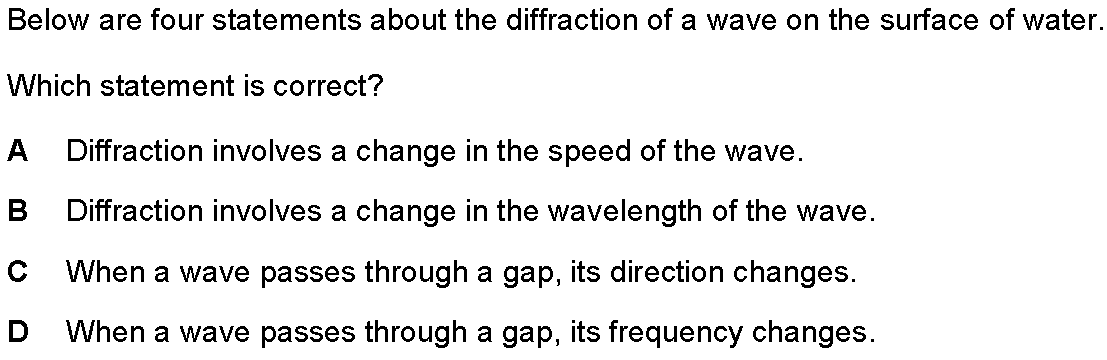 Below are four statements about the diffraction of a wave on the surface of water.
Which statement is correct?
A Diffraction involves a change in the speed of the wave.
B Diffraction involves a change in the wavelength of the wave.
C When a wave passes through a gap, its direction changes.
D When a wave passes through a gap, its frequency changes.